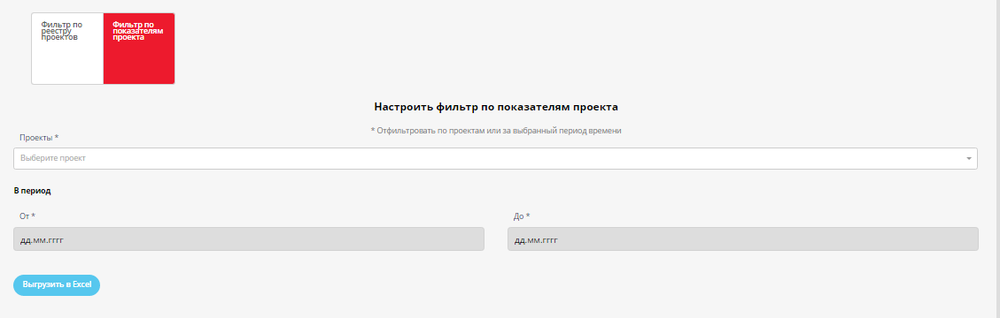 Фильтр по
реестру
проектов
Фильтр по
показателям
проекта
Настроить фильтр по показателям проекта
* Отфильтровать по проектам или за выбранный период времени
Проекты *
Выберите проект
В период
От *
До *
дд.мм.гггг
дд.мм.гггг
Выгрузить в Excel